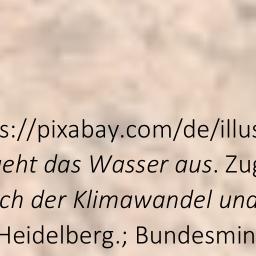 s://pixabay.com/de/illus
eht das Wasser aus. Zug
ch der Klimawandel und
Heidelberg.; Bundesmin